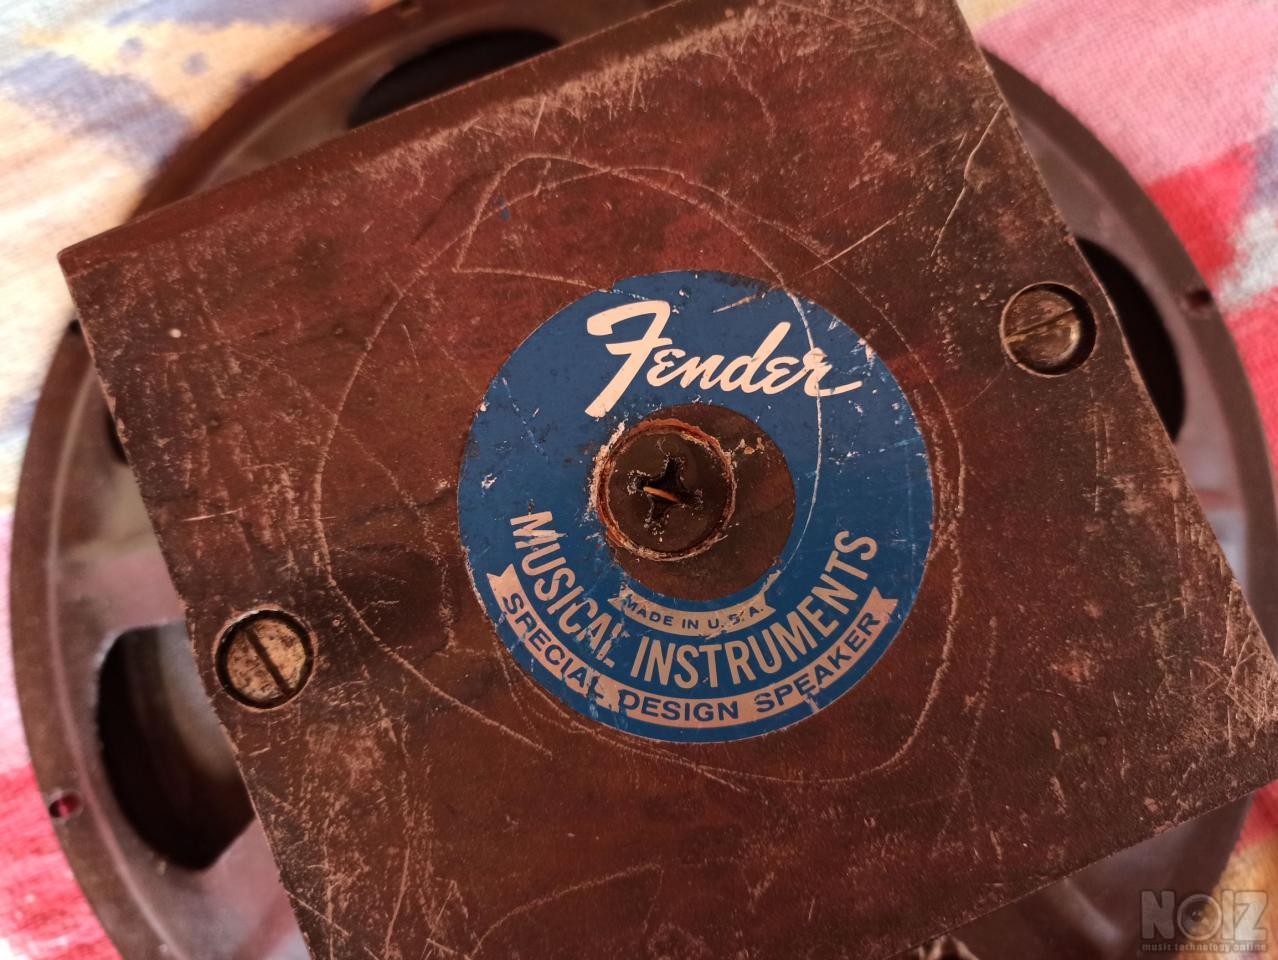 Fender
MADE IN U.S.A.
MUSICAL INSTRUMENTS
SPECIAL DESIGN SPEAKER
NOIZ
music technology online